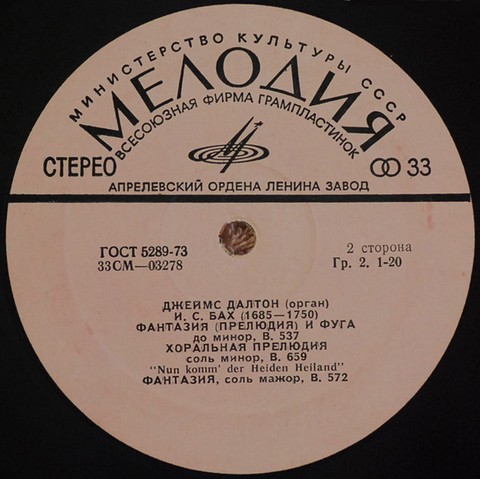 МИНИСТЕРСТВО КУЛЬТУРЫ СССР
МЕЛОДИЯ
ВСЕСОЮЗНАЯ ФИРМА ГРАМПЛАСТИНОК
СТЕРЕО 33
АПРЕЛЕВСКИЙ ОРДЕНА ЛЕНИНА ЗАВОД
ГОСТ 5289-73
33СМ—03278
2 сторона
Гр. 2. 1-20
ДЖЕЙМС ДАЛТОН (орган)
И. С. БАХ (1685—1750)
ФАНТАЗИЯ (ПРЕЛЮДИЯ) И ФУГА
до минор, В. 537
ХОРАЛЬНАЯ ПРЕЛЮДИЯ
соль минор, В. 659
"Nun komm' der Heiden Heiland"
ФАНТАЗИЯ, соль мажор, В. 572